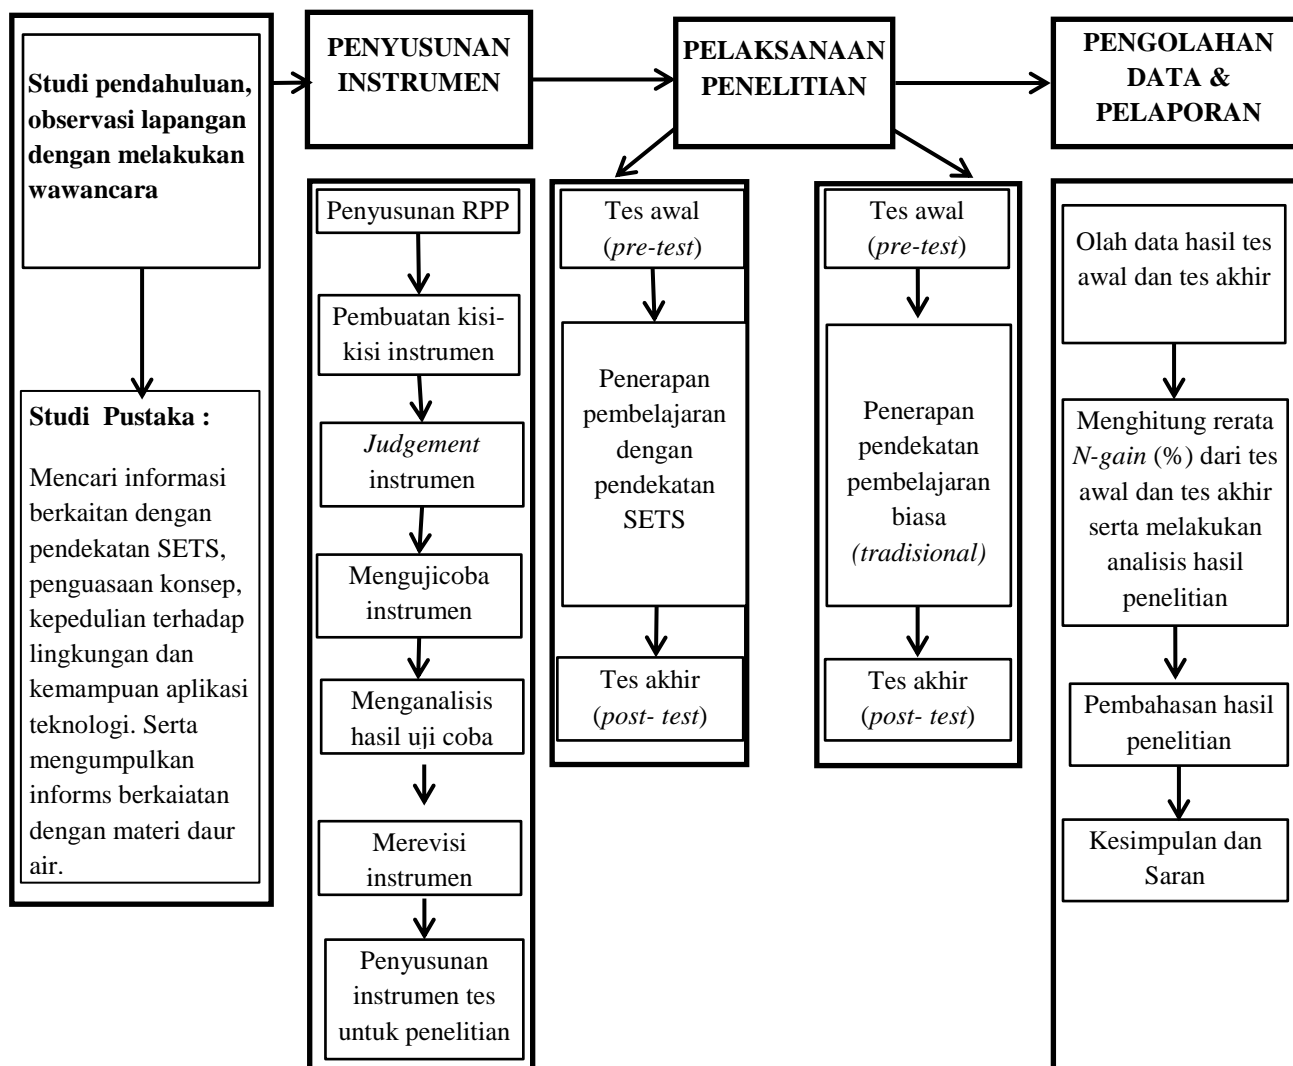 Studi pendahuluan,
observasi lapangan
dengan melakukan
wawancara
Studi Pustaka :
Mencari informasi
berkaitan dengan
pendekatan SETS,
penguasaan konsep,
kepedulian terhadap
lingkungan dan
kemampuan aplikasi
teknologi. Serta
mengumpulkan
informs berkaiatan
dengan materi daur
air.
PENYUSUNAN
INSTRUMEN
Penyusunan RPP
Pembuatan kisi-
kisi instrumen
Judgement
instrumen
Mengujicoba
instrumen
Menganalisis
hasil uji coba
Merevisi
instrumen
Penyusunan
instrumen tes
untuk penelitian
PELAKSANAAN
PENELITIAN
Tes awal
(pre-test)
Penerapan
pembelajaran
dengan
pendekatan
SETS
Tes akhir
(post- test)
Tes awal
(pre-test)
Penerapan
pendekatan
pembelajaran
biasa
(tradisional)
Tes akhir
(post- test)
PENGOLAHAN
DATA &
PELAPORAN
Olah data hasil tes
awal dan tes akhir
Menghitung rerata
N-gain (%) dari tes
awal dan tes akhir
serta melakukan
analisis hasil
penelitian
Pembahasan hasil
penelitian
Kesimpulan dan
Saran